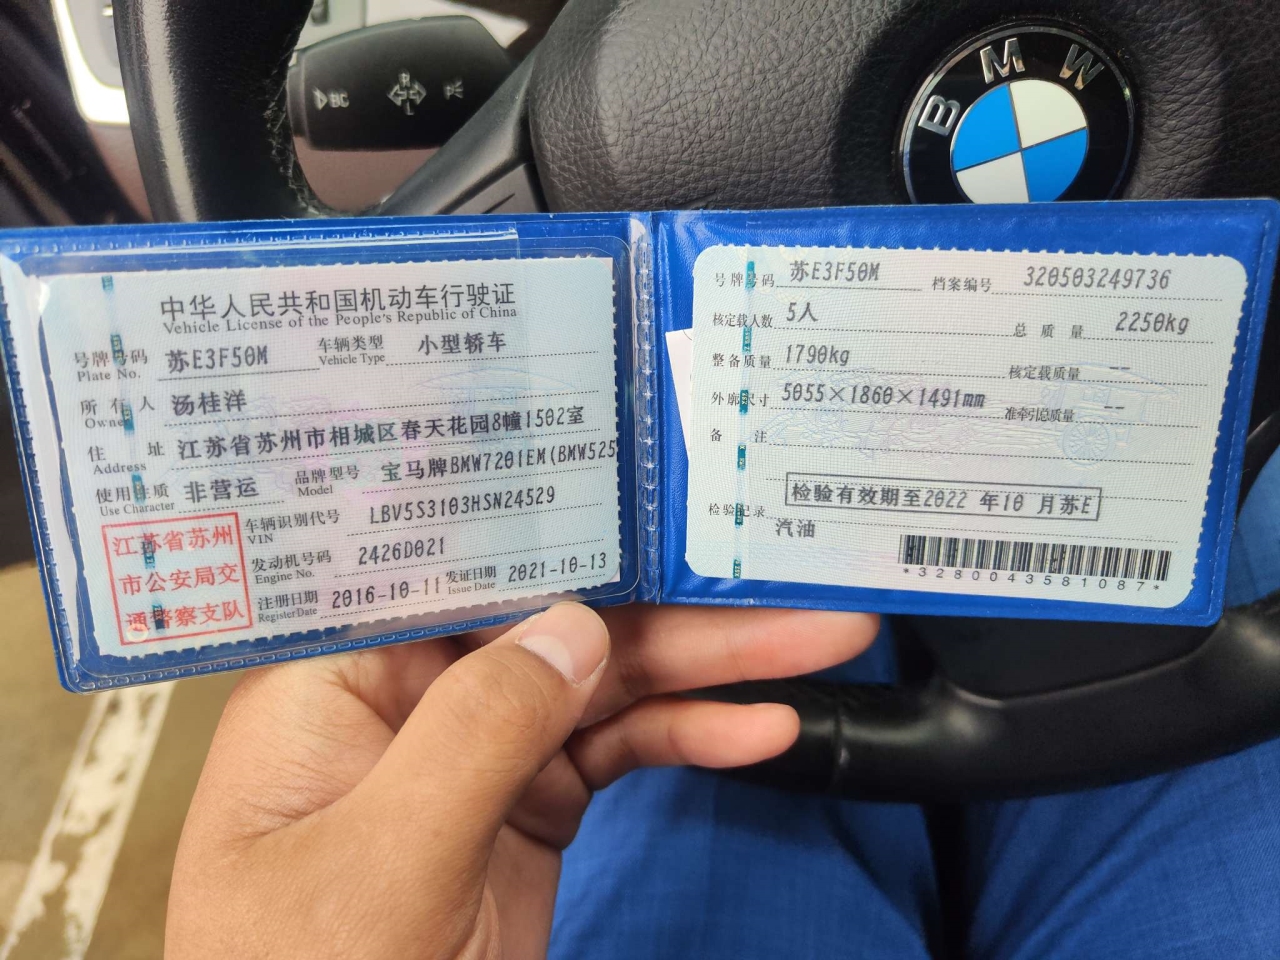 BMW
BC
中华人民共和国机动车行驶证
Vehicle License of the People's Republic of China
号牌号码 苏E3F50M 车辆类型 小型轿车
Plate No. Vehicle Type
所有人 汤桂洋
Owner
住址 江苏省苏州市相城区春天花园8幢1502室
Address
使用性质 非营运 品牌型号 宝马牌BMW7201EM(BMW525
Use Character Model
车辆识别代号 LBV5S3103HSN24529
VIN
发动机号码 2426D021
Engine No.
注册日期 2016-10-11 发证日期 2021-10-13
Register Date Issue Date
江苏省苏州
市公安局交
通警察支队
号牌号码 苏E3F50M 档案编号 320503249736
核定载人数 5人 总质量 2250kg
整备质量 1790kg 核定载质量 --
外廓尺寸 5055×1860×1491mm 准牵引总质量 --
备注
检验有效期至2022 年10 月苏E
检验记录
汽油
*3280043581087*